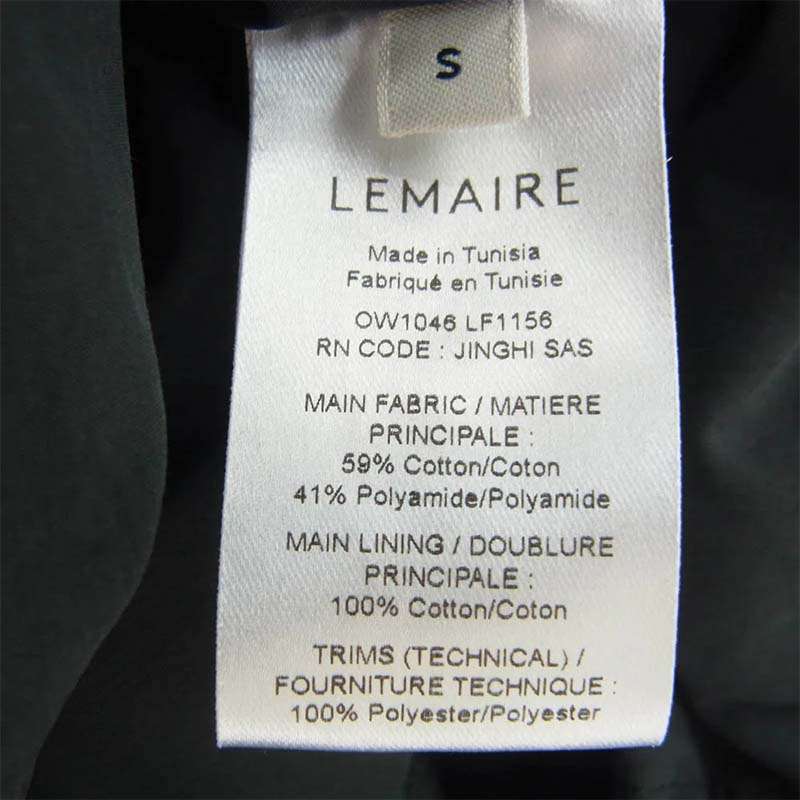 S
LEMAIRE
Made in Tunisia
Fabriqué en Tunisie
OW1046 LF1156
RN CODE : JINGHI SAS
MAIN FABRIC / MATIERE
PRINCIPALE :
59% Cotton/Coton
41% Polyamide/Polyamide
MAIN LINING / DOUBLURE
PRINCIPALE :
100% Cotton/Coton
TRIMS (TECHNICAL) /
FOURNITURE TECHNIQUE :
100% Polyester/Polyester